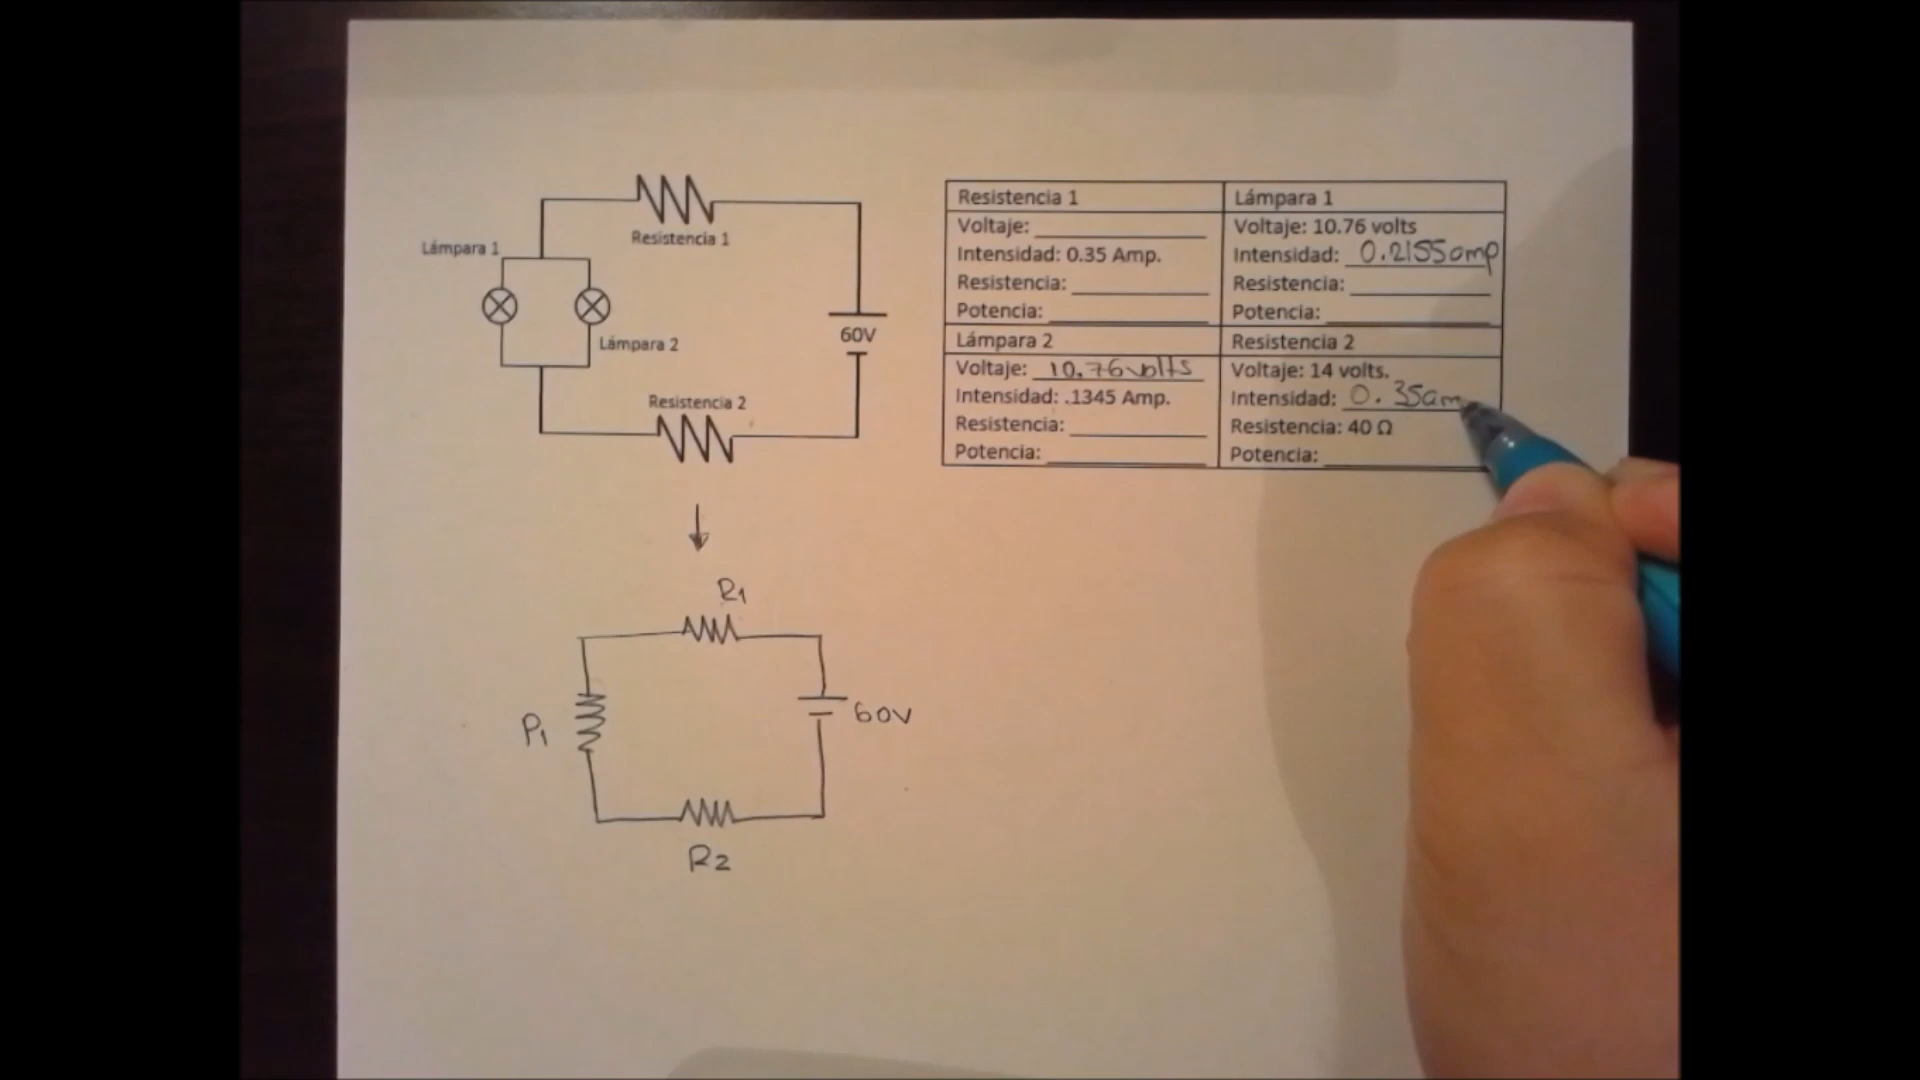 Resistencia 1
Lámpara 1
Lámpara 2
60V
Resistencia 2
R1
P1
60V
R2
Resistencia 1
Voltaje:
Intensidad: 0.35 Amp.
Resistencia:
Potencia:
Lámpara 1
Voltaje: 10.76 volts
Intensidad: 0.2155amp
Resistencia:
Potencia:
Lámpara 2
Voltaje: 10.76volts
Intensidad: .1345 Amp.
Resistencia:
Potencia:
Resistencia 2
Voltaje: 14 volts.
Intensidad: 0.35am
Resistencia: 40 Ω
Potencia: